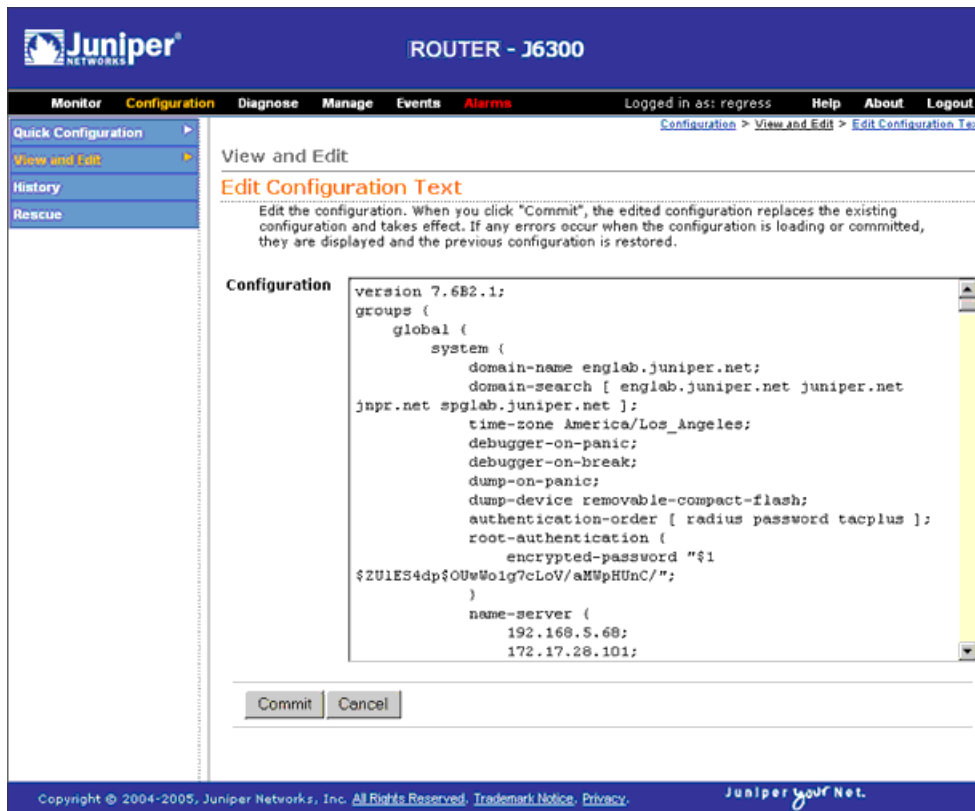 Juniper®
NETWORKS
ROUTER - J6300
Monitor Configuration Diagnose Manage Events Alarms Logged in as: regress Help About Logout
Configuration > View and Edit > Edit Configuration Tex
Quick Configuration
View and Edit
History
Rescue
View and Edit
Edit Configuration Text
Edit the configuration. When you click "Commit", the edited configuration replaces the existing
configuration and takes effect. If any errors occur when the configuration is loading or committed,
they are displayed and the previous configuration is restored.
Configuration
version 7.6B2.1;
groups {
global {
system {
domain-name englab.juniper.net;
domain-search [ englab.juniper.net juniper.net
jnpr.net spglab.juniper.net ];
time-zone America/Los_Angeles;
debugger-on-panic;
debugger-on-break;
dump-on-panic;
dump-device removable-compact-flash;
authentication-order [ radius password tacplus ];
root-authentication {
encrypted-password "$1
$ZUlES4dp$OUwWo1g7cLoV/aMWpHUnC/";
}
name-server {
192.168.5.68;
172.17.28.101;
Commit Cancel
Copyright © 2004-2005, Juniper Networks, Inc. All Rights Reserved. Trademark Notice. Privacy.
Juniper your Net.